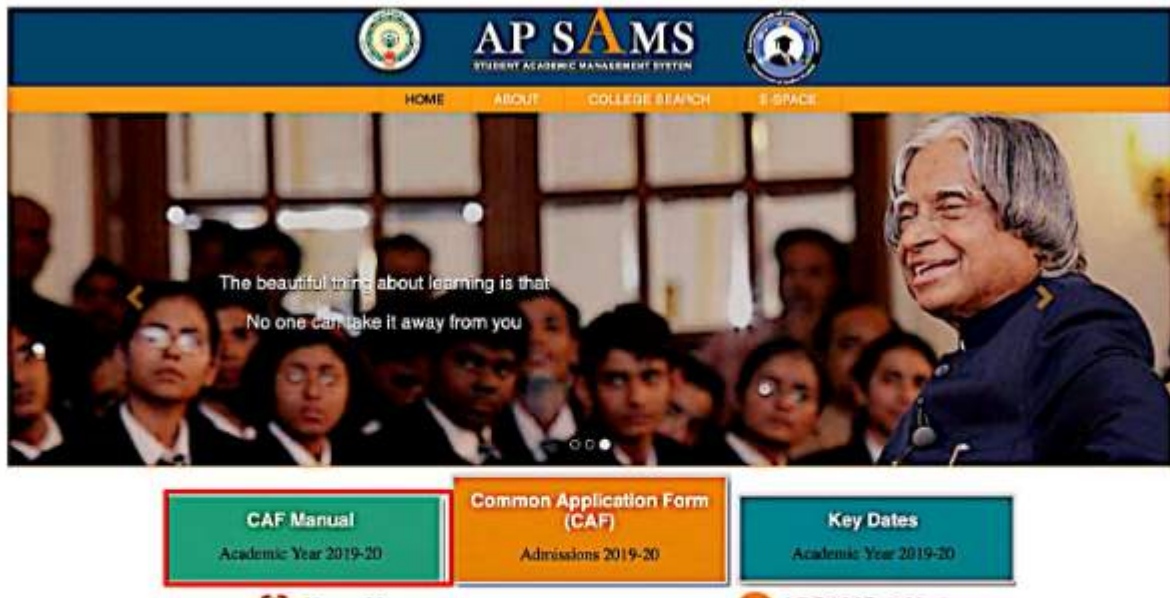 AP SAMS
STUDENT ACADEMIC MANAGEMENT SYSTEM
HOME ABOUT COLLEGE SEARCH E-SPACE
The beautiful thing about learning is that
No one can take it away from you
CAF Manual
Academic Year 2019-20
Common Application Form
(CAF)
Admissions 2019-20
Key Dates
Academic Year 2019-20